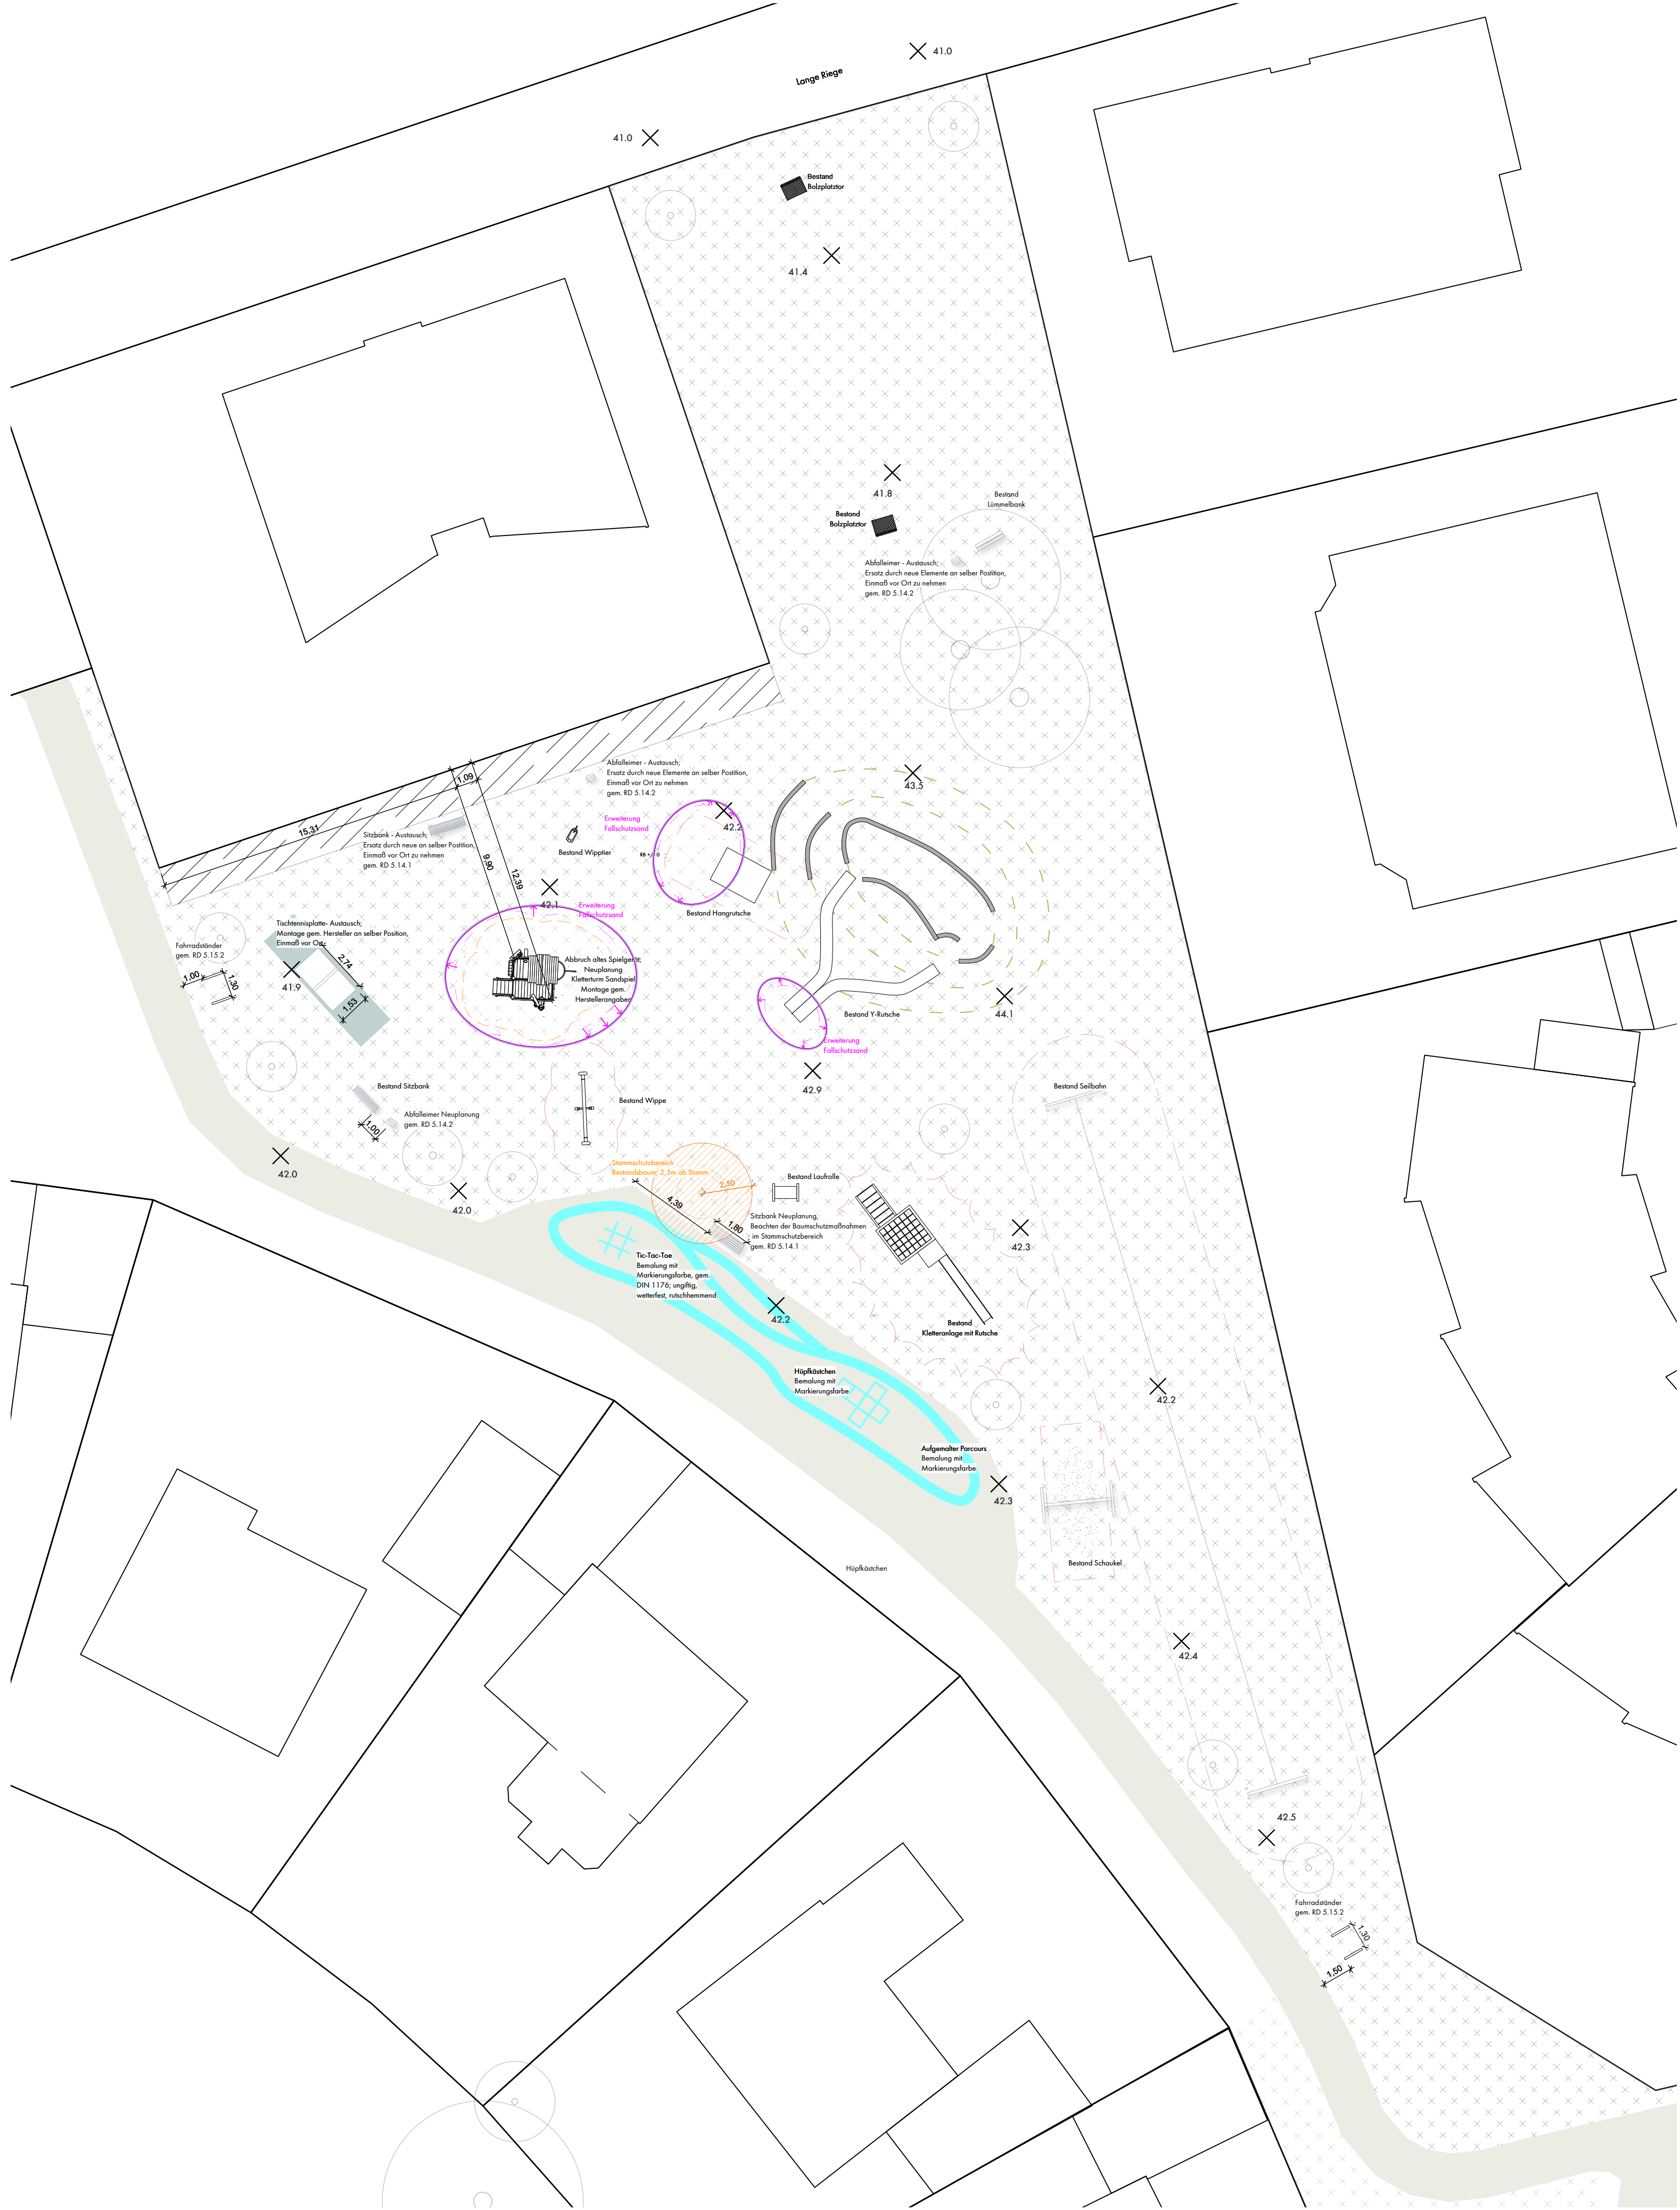 41.0
Lange Riege
41.0
Bestand
Bolzplatztor
41.4
41.8
Bestand
Lümmelbank
Bestand
Bolzplatztor
Abfalleimer - Austausch;
Ersatz durch neue Elemente an selber Postition,
Einmaß vor Ort zu nehmen
gem. RD 5.14.2
Abfalleimer - Austausch;
Ersatz durch neue Elemente an selber Postition,
Einmaß vor Ort zu nehmen
gem. RD 5.14.2
43.5
1,09
15,31
Erweiterung
Fallschutzsand
42.2
Sitzbank - Austausch;
Ersatz durch neue an selber Postition,
Einmaß vor Ort zu nehmen
gem. RD 5.14.1
Bestand Wipptier
RB +/- 0
9,90
12,39
42.1
Erweiterung
Fallschutzsand
Bestand Hangrutsche
Tischtennisplatte- Austausch;
Montage gem. Hersteller an selber Position,
Einmaß vor Or
Fahrradständer
gem. RD 5.15.2
1,00
1,30
2,74
1,53
41.9
Abbruch altes Spielgerät;
Neuplanung
Kletterturm Sandspiel
Montage gem.
Herstellerangaben
Bestand Y-Rutsche
44.1
Erweiterung
Fallschutzsand
42.9
Bestand Sitzbank
Bestand Seilbahn
Bestand Wippe
Abfalleimer Neuplanung
gem. RD 5.14.2
1,00
42.0
42.0
Stammschutzbereich
Bestandsbaum; 2,5m ab Stamm
2,50
4,39
1,80
Bestand Laufrolle
Sitzbank Neuplanung,
Beachten der Baumschutzmaßnahmen
im Stammschutzbereich
gem. RD 5.14.1
42.3
Tic-Tac-Toe
Bemalung mit
Markierungsfarbe, gem.
DIN 1176; ungiftig,
wetterfest, rutschhemmend
42.2
Bestand
Kletteranlage mit Rutsche
Hüpfkästchen
Bemalung mit
Markierungsfarbe
42.2
Aufgemalter Parcours
Bemalung mit
Markierungsfarbe
42.3
Bestand Schaukel
Hüpfkästchen
42.4
42.5
Fahrradständer
gem. RD 5.15.2
1,30
1,50